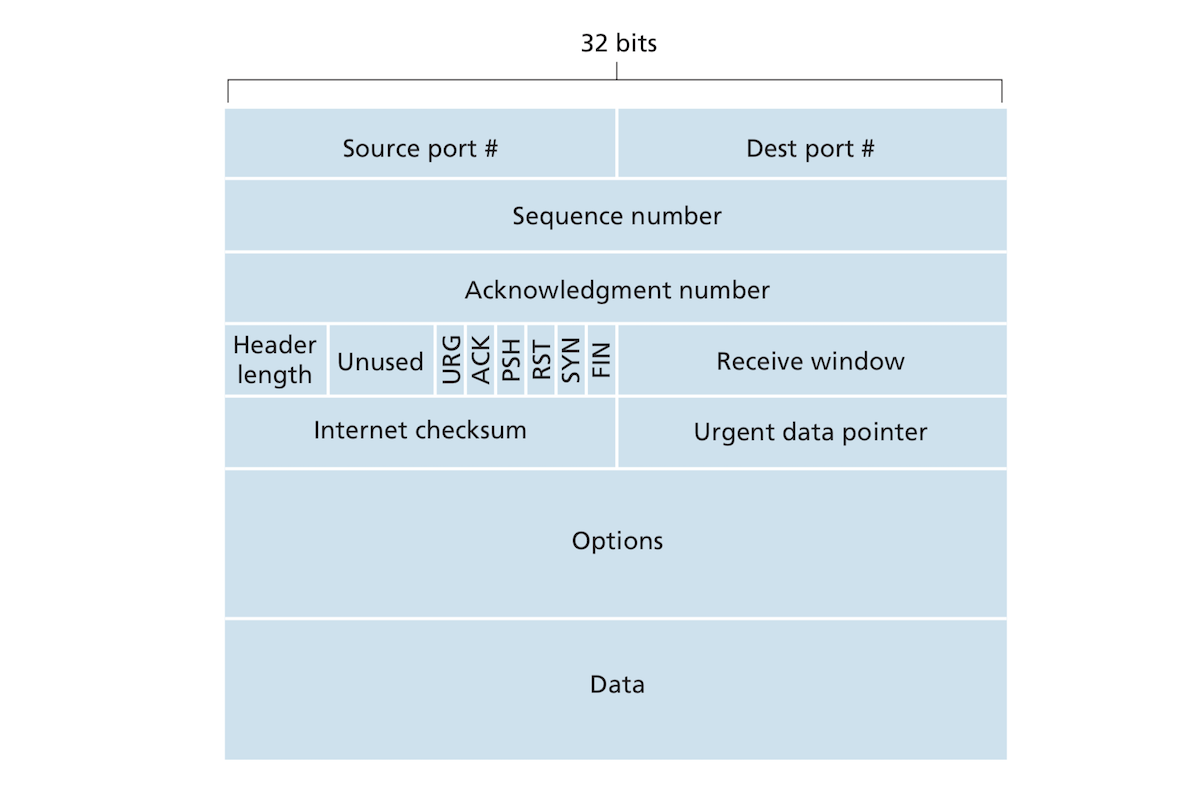 32 bits
Source port #
Dest port #
Sequence number
Acknowledgment number
Header
length
Unused
URG
ACK
PSH
RST
SYN
FIN
Receive window
Internet checksum
Urgent data pointer
Options
Data